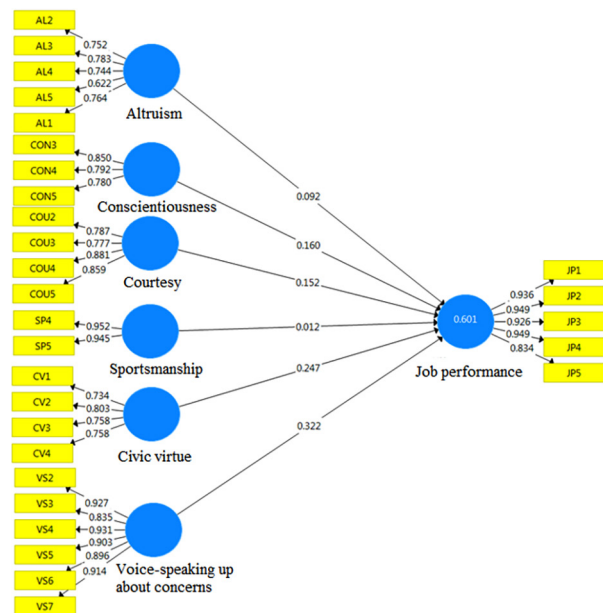 AL2
AL3
AL4
AL5
AL1
0.752
0.783
0.744
0.622
0.764
Altruism
CON3
CON4
CON5
0.850
0.792
0.780
Conscientiousness
COU2
COU3
COU4
COU5
0.787
0.777
0.881
0.859
Courtesy
SP4
SP5
0.952
0.945
Sportsmanship
CV1
CV2
CV3
CV4
0.734
0.803
0.758
0.758
Civic virtue
VS2
VS3
VS4
VS5
VS6
VS7
0.927
0.835
0.931
0.903
0.896
0.914
Voice-speaking up
about concerns
0.092
0.160
0.152
0.012
0.247
0.322
0.601
Job performance
0.936
0.949
0.926
0.949
0.834
JP1
JP2
JP3
JP4
JP5